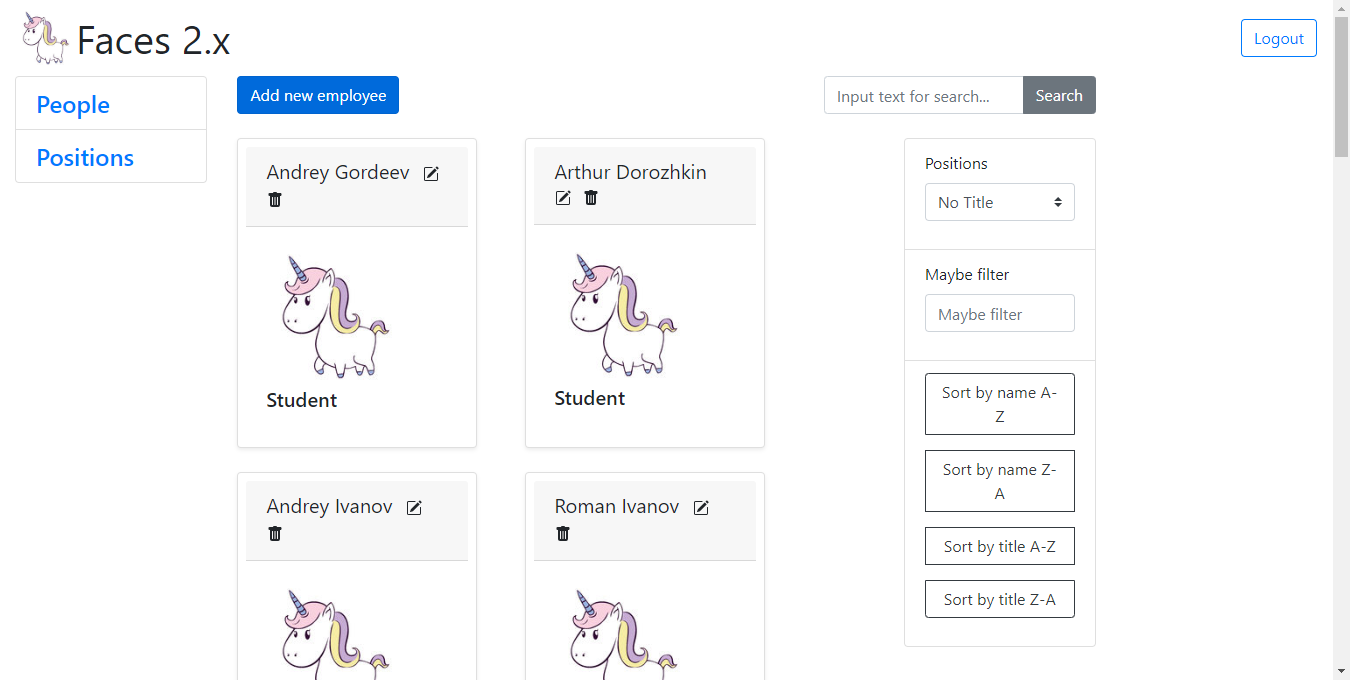 Faces 2.x
Logout
People
Positions
Add new employee
Input text for search...
Search
Andrey Gordeev
Student
Arthur Dorozhkin
Student
Andrey Ivanov
Roman Ivanov
Positions
No Title
Maybe filter
Maybe filter
Sort by name A-
Z
Sort by name Z-
A
Sort by title A-Z
Sort by title Z-A